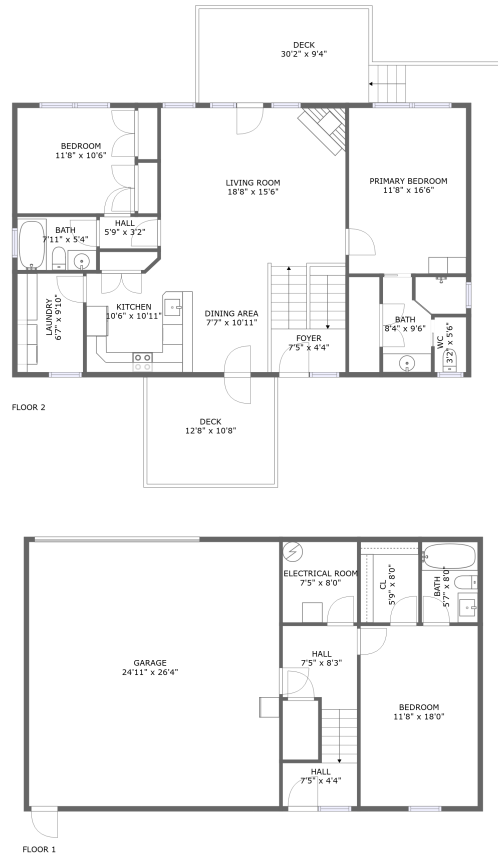 DECK
30'2" x 9'4"
BEDROOM
11'8" x 10'6"
LIVING ROOM
18'8" x 15'6"
PRIMARY BEDROOM
11'8" x 16'6"
HALL
5'9" x 3'2"
BATH
7'11" x 5'4"
LAUNDRY
6'7" x 9'10"
KITCHEN
10'6" x 10'11"
DINING AREA
7'7" x 10'11"
FOYER
7'5" x 4'4"
BATH
8'4" x 9'6"
WC
3'2" x 5'6"
FLOOR 2
DECK
12'8" x 10'8"
ELECTRICAL ROOM
7'5" x 8'0"
CL
5'9" x 8'0"
BATH
5'7" x 8'0"
GARAGE
24'11" x 26'4"
HALL
7'5" x 8'3"
BEDROOM
11'8" x 18'0"
HALL
7'5" x 4'4"
FLOOR 1